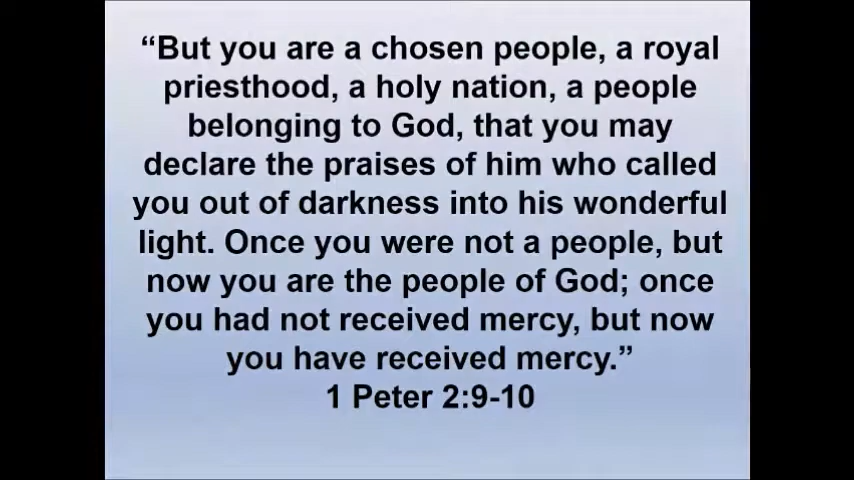 “But you are a chosen people, a royal
priesthood, a holy nation, a people
belonging to God, that you may
declare the praises of him who called
you out of darkness into his wonderful
light. Once you were not a people, but
now you are the people of God; once
you had not received mercy, but now
you have received mercy.”
1 Peter 2:9-10